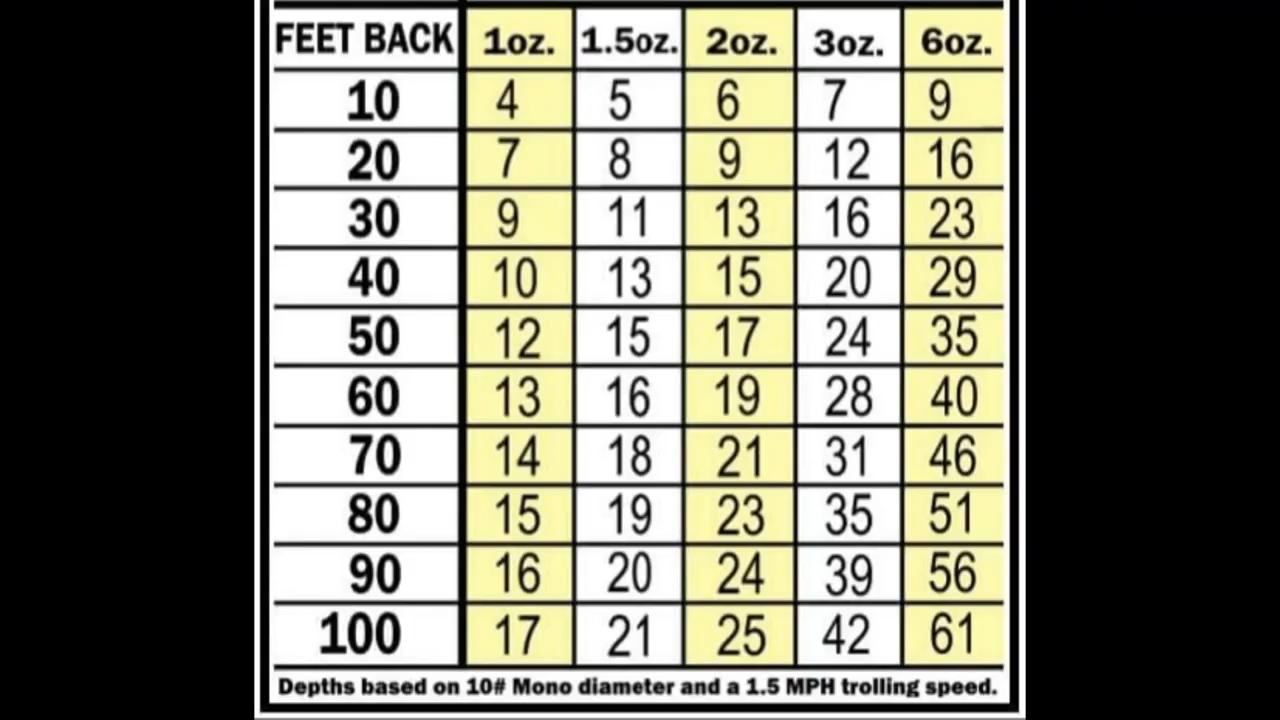 FEET BACK 1oz. 1.5oz. 2oz. 3oz. 6oz.
10 4 5 6 7 9
20 7 8 9 12 16
30 9 11 13 16 23
40 10 13 15 20 29
50 12 15 17 24 35
60 13 16 19 28 40
70 14 18 21 31 46
80 15 19 23 35 51
90 16 20 24 39 56
100 17 21 25 42 61
Depths based on 10# Mono diameter and a 1.5 MPH trolling speed.